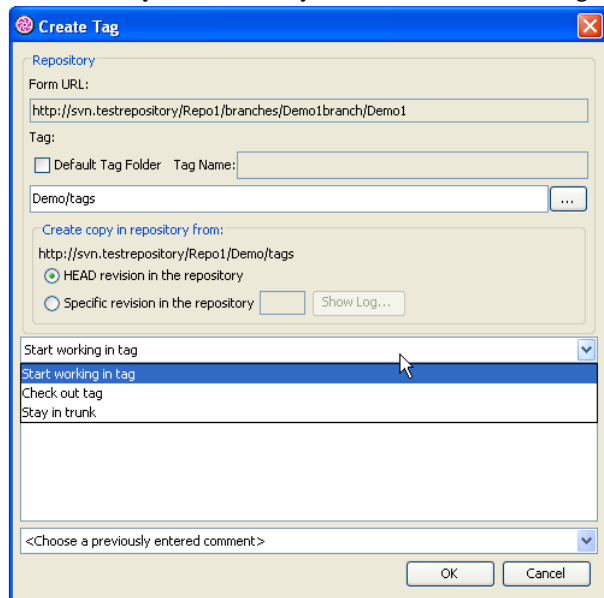 Create Tag
Repository
Form URL:
http://svn.testrepository/Repo1/branches/Demo1branch/Demo1
Tag:
Default Tag Folder Tag Name:
Demo/tags ...
Create copy in repository from:
http://svn.testrepository/Repo1/Demo/tags
HEAD revision in the repository
Specific revision in the repository Show Log...
Start working in tag
Start working in tag
Check out tag
Stay in trunk
<Choose a previously entered comment>
OK Cancel